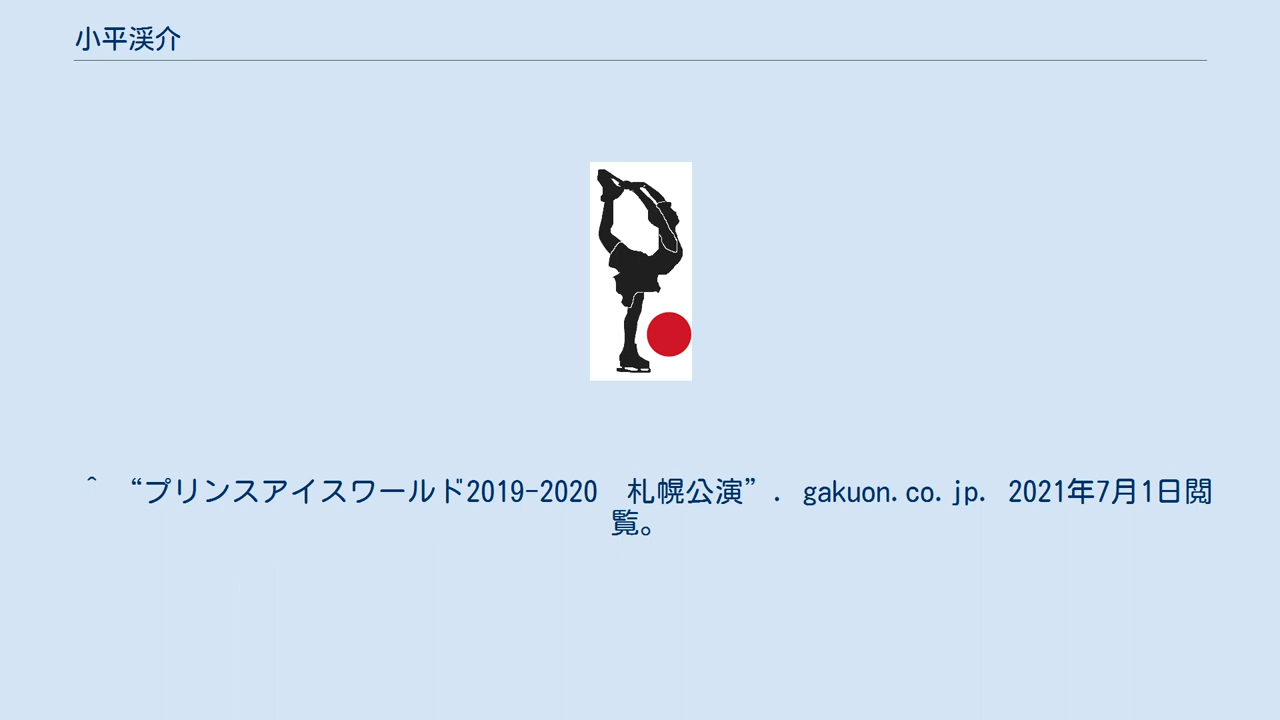 小平渓介
^ “プリンスアイスワールド2019-2020　札幌公演”. gakuon.co.jp. 2021年7月1日閲
覧。